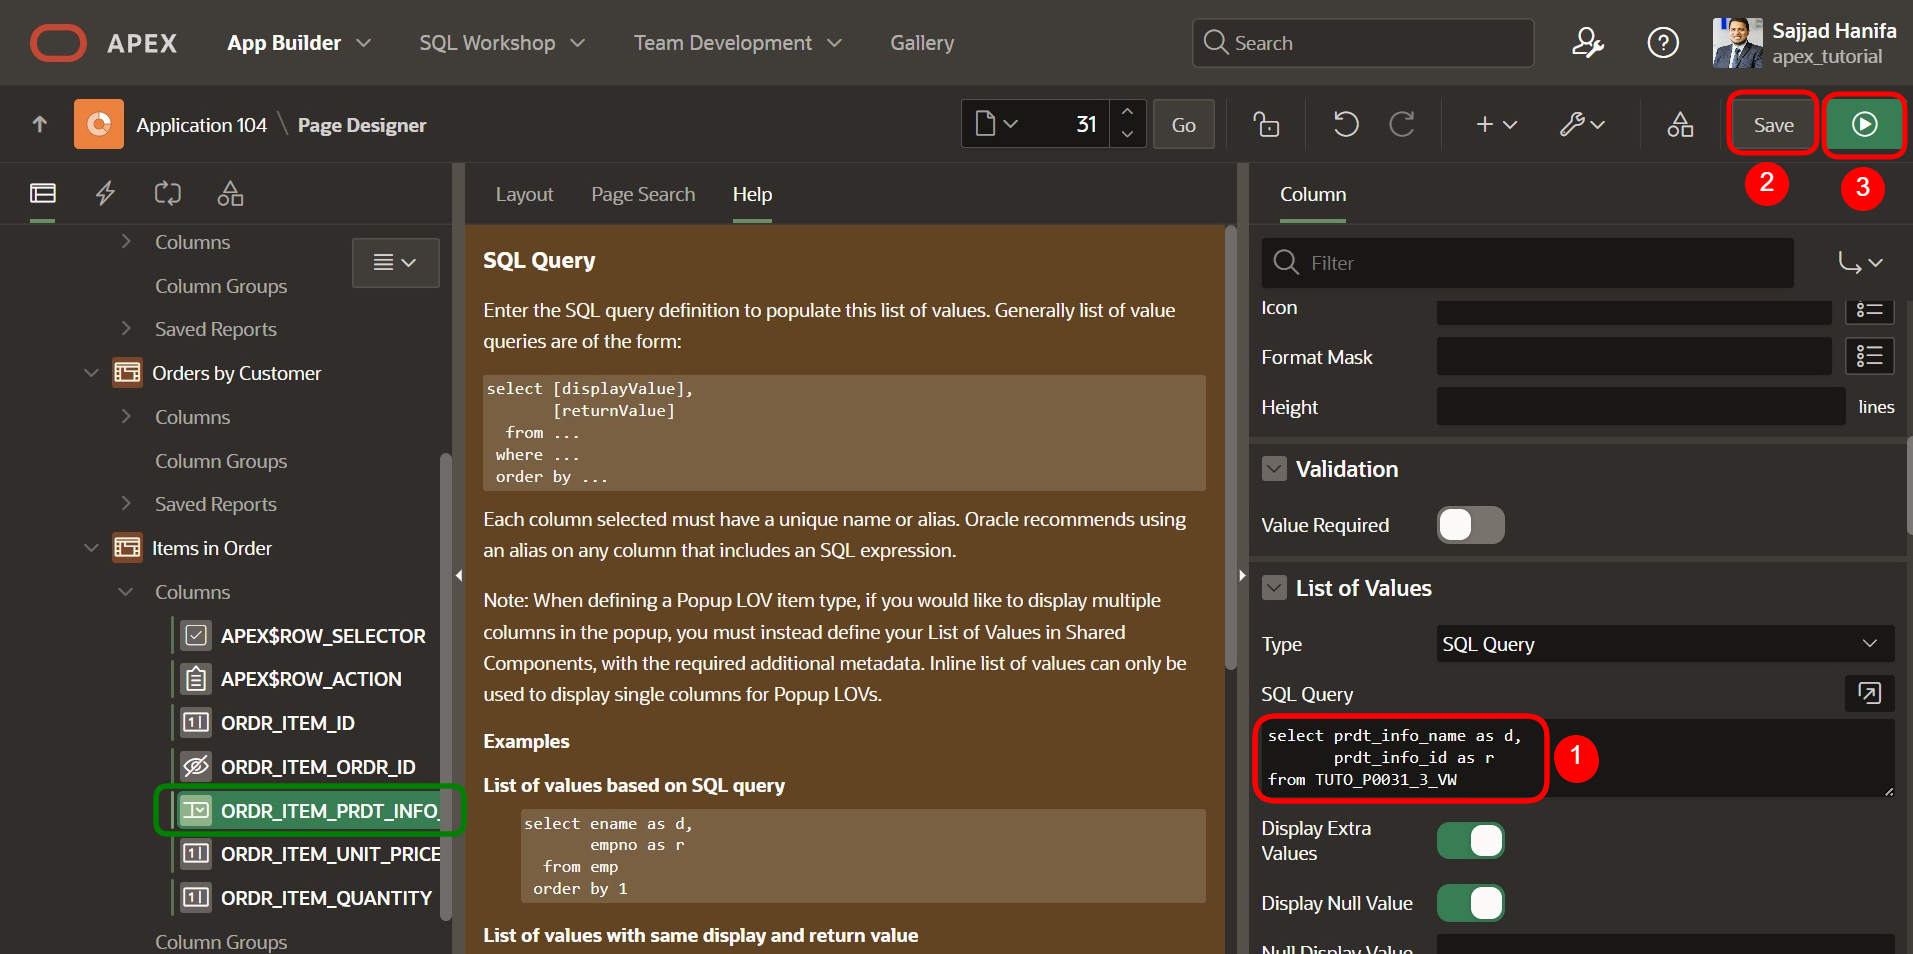 APEX
App Builder
SQL Workshop
Team Development
Gallery
Search
Sajjad Hanifa
apex_tutorial
Application 104 \ Page Designer
31
Go
Save
2
3
Columns
Column Groups
Saved Reports
Orders by Customer
Columns
Column Groups
Saved Reports
Items in Order
Columns
APEX$ROW_SELECTOR
APEX$ROW_ACTION
ORDR_ITEM_ID
ORDR_ITEM_ORDR_ID
ORDR_ITEM_PRDT_INFO_
ORDR_ITEM_UNIT_PRICE
ORDR_ITEM_QUANTITY
Column Groups
Layout
Page Search
Help
SQL Query
Enter the SQL query definition to populate this list of values. Generally list of value
queries are of the form:
select [displayValue],
[returnValue]
from ...
where ...
order by ...
Each column selected must have a unique name or alias. Oracle recommends using
an alias on any column that includes an SQL expression.
Note: When defining a Popup LOV item type, if you would like to display multiple
columns in the popup, you must instead define your List of Values in Shared
Components, with the required additional metadata. Inline list of values can only be
used to display single columns for Popup LOVs.
Examples
List of values based on SQL query
select ename as d,
empno as r
from emp
order by 1
List of values with same display and return value
Column
Filter
Icon
Format Mask
Height
lines
Validation
Value Required
List of Values
Type
SQL Query
SQL Query
select prdt_info_name as d,
prdt_info_id as r
from TUTO_P0031_3_VW
1
Display Extra
Values
Display Null Value
Null Display Value